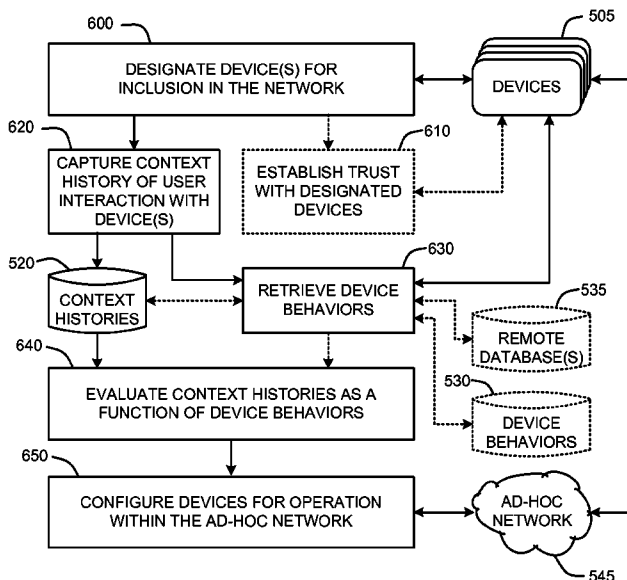 600
505
DESIGNATE DEVICE(S) FOR
INCLUSION IN THE NETWORK
DEVICES
620
610
CAPTURE CONTEXT
HISTORY OF USER
INTERACTION WITH
DEVICE(S)
ESTABLISH TRUST
WITH DESIGNATED
DEVICES
520
630
CONTEXT
HISTORIES
RETRIEVE DEVICE
BEHAVIORS
535
REMOTE
DATABASE(S)
640
EVALUATE CONTEXT HISTORIES AS A
FUNCTION OF DEVICE BEHAVIORS
530
DEVICE
BEHAVIORS
650
CONFIGURE DEVICES FOR OPERATION
WITHIN THE AD-HOC NETWORK
AD-HOC
NETWORK
545